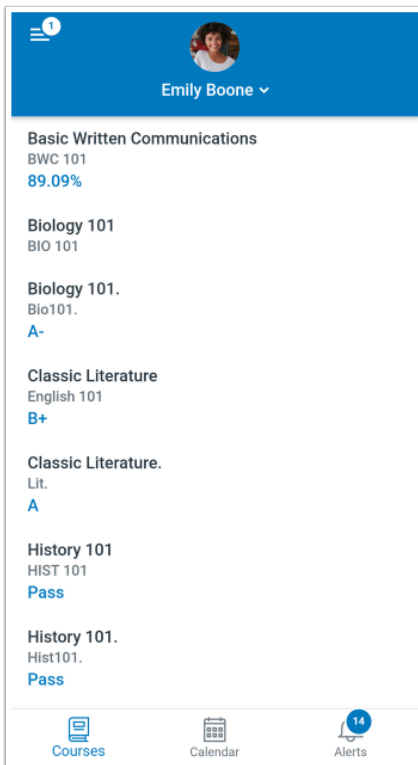 1
Emily Boone
Basic Written Communications
BWC 101
89.09%
Biology 101
BIO 101
Biology 101.
Bio101.
A-
Classic Literature
English 101
B+
Classic Literature.
Lit.
A
History 101
HIST 101
Pass
History 101.
Hist101.
Pass
14
Courses
Calendar
Alerts